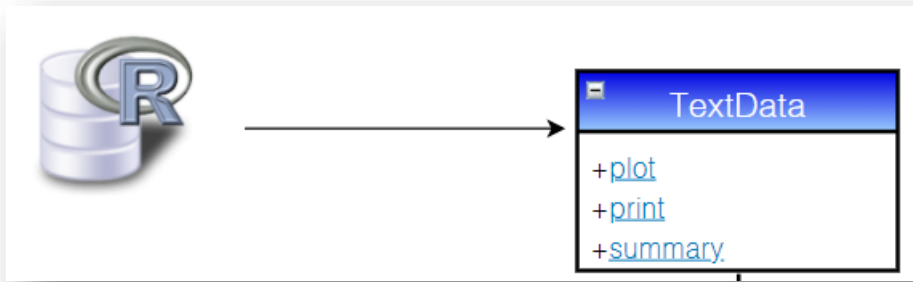 R
TextData
+plot
+print
+summary